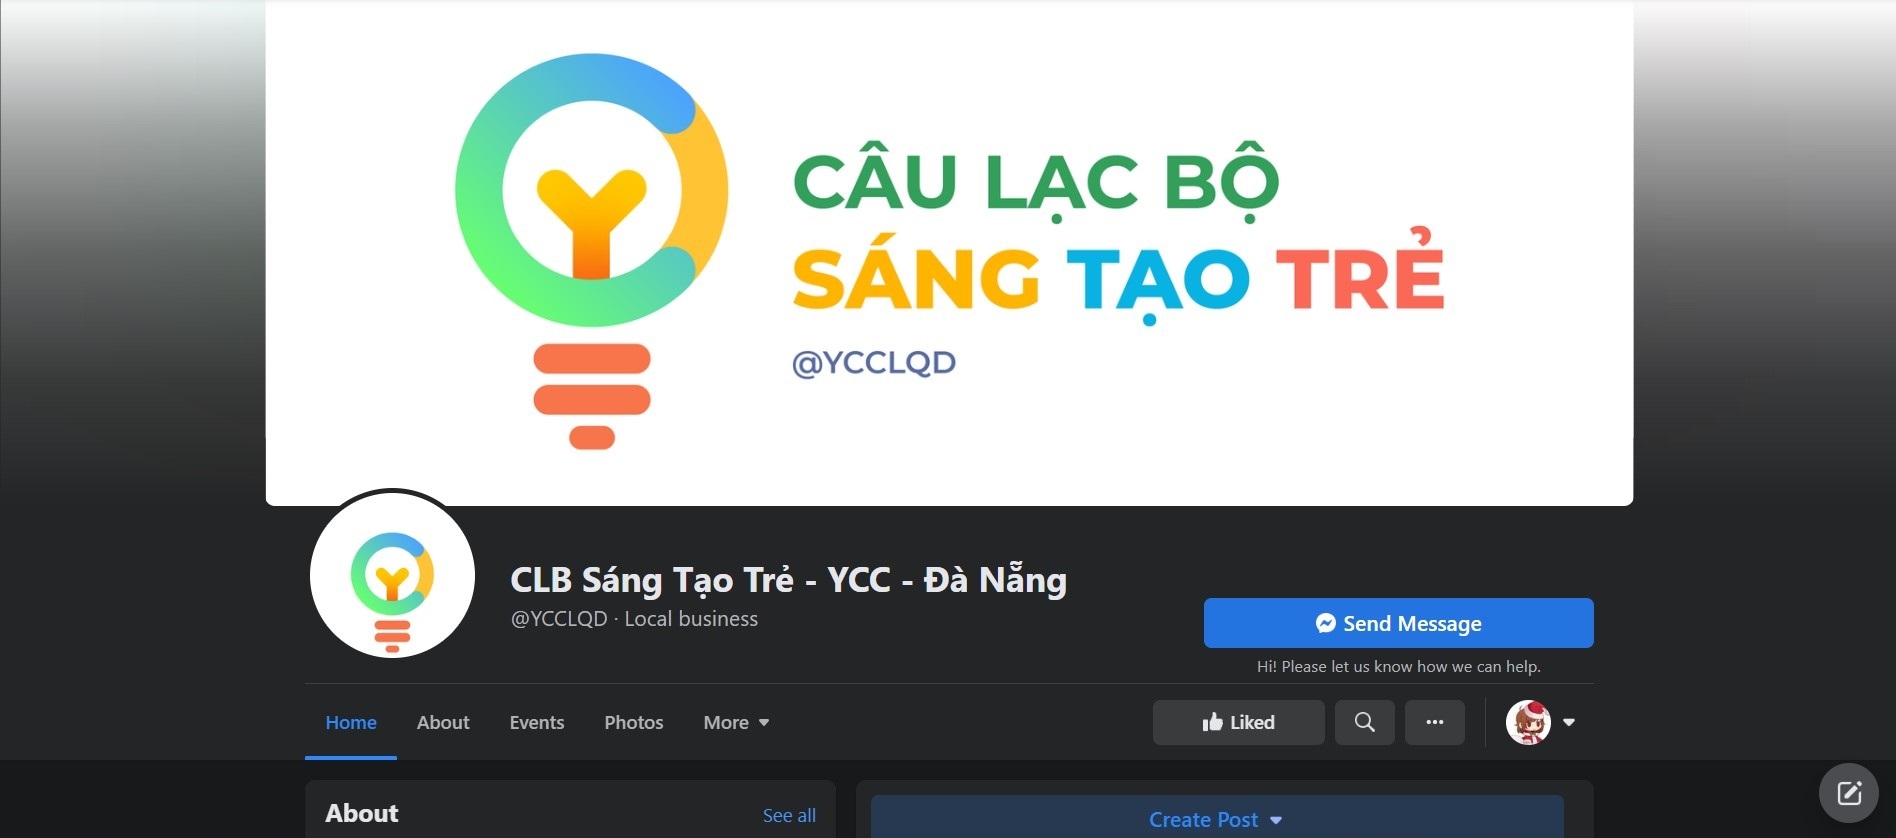 Y
CÂU LẠC BỘ
SÁNG TẠO TRẺ
@YCCLQD
Y
CLB Sáng Tạo Trẻ - YCC - Đà Nẵng
@YCCLQD · Local business
Send Message
Hi! Please let us know how we can help.
Home About Events Photos More
Liked
About
See all
Create Post